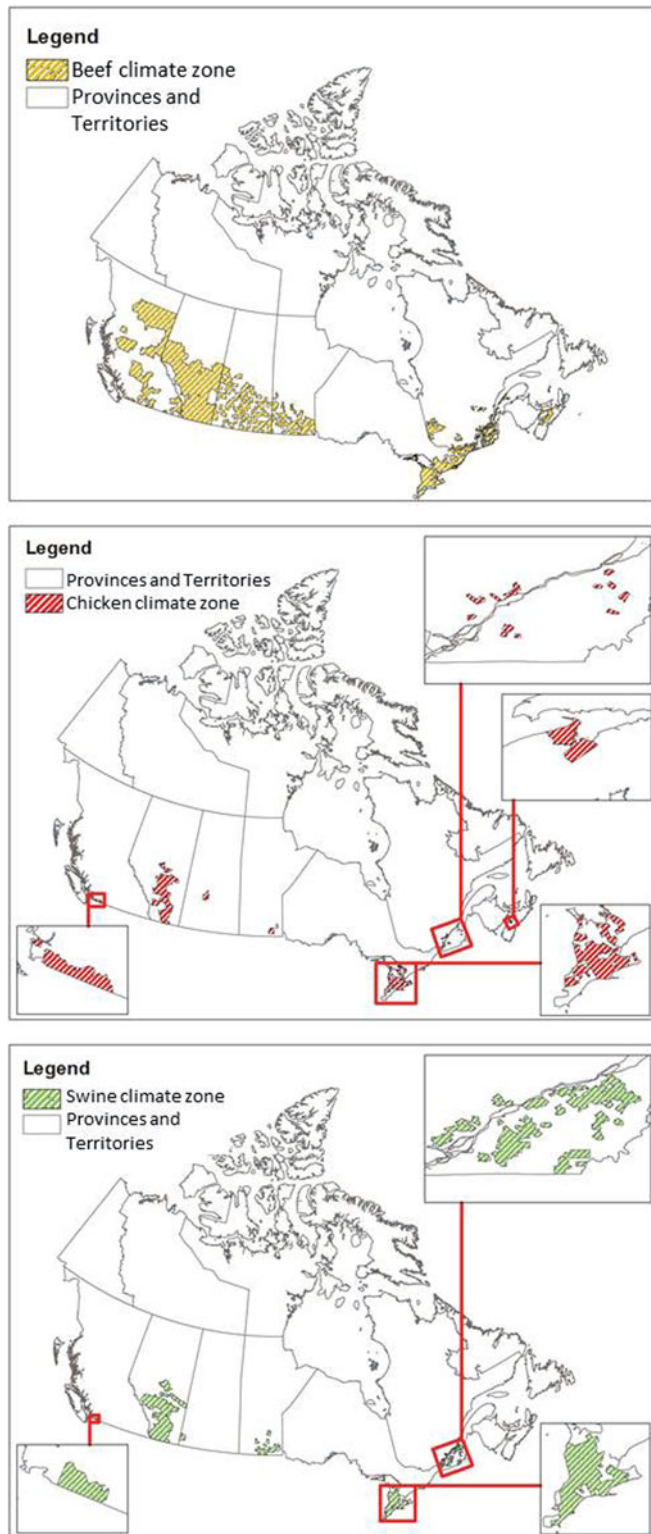 Legend
Beef climate zone
Provinces and
Territories
Legend
Provinces and Territories
Chicken climate zone
Legend
Swine climate zone
Provinces and
Territories